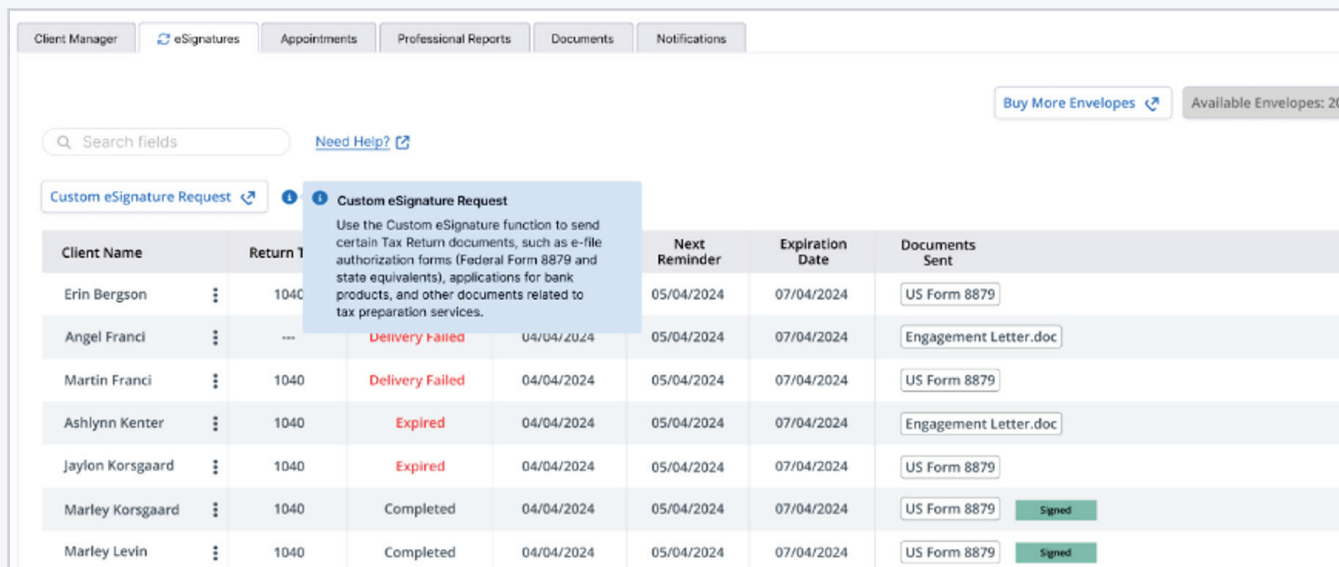 Client Manager eSignatures Appointments Professional Reports Documents Notifications
Buy More Envelopes Available Envelopes: 20
Search fields Need Help?
Custom eSignature Request
Custom eSignature Request
Use the Custom eSignature function to send
certain Tax Return documents, such as e-file
authorization forms (Federal Form 8879 and
state equivalents), applications for bank
products, and other documents related to
tax preparation services.
Client Name Return T Next Reminder Expiration Date Documents Sent
Erin Bergson 1040 05/04/2024 07/04/2024 US Form 8879
Angel Franci --- Delivery Failed 04/04/2024 05/04/2024 07/04/2024 Engagement Letter.doc
Martin Franci 1040 Delivery Failed 04/04/2024 05/04/2024 07/04/2024 US Form 8879
Ashlynn Kenter 1040 Expired 04/04/2024 05/04/2024 07/04/2024 Engagement Letter.doc
Jaylon Korsgaard 1040 Expired 04/04/2024 05/04/2024 07/04/2024 US Form 8879
Marley Korsgaard 1040 Completed 04/04/2024 05/04/2024 07/04/2024 US Form 8879 Signed
Marley Levin 1040 Completed 04/04/2024 05/04/2024 07/04/2024 US Form 8879 Signed